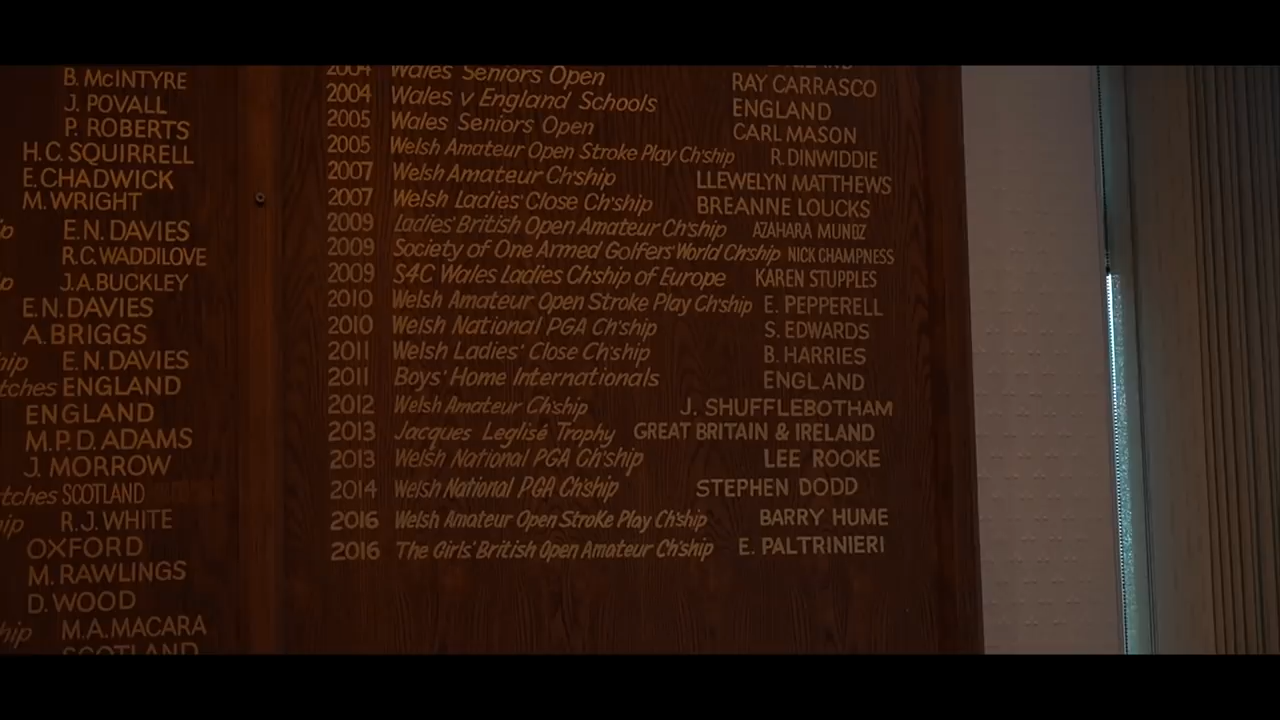 B. McINTYRE
J. POVALL
P. ROBERTS
H.C. SQUIRRELL
E. CHADWICK
M. WRIGHT
E.N. DAVIES
R.C. WADDILOVE
J.A. BUCKLEY
E.N. DAVIES
A. BRIGGS
E.N. DAVIES
ENGLAND
ENGLAND
M.P.D. ADAMS
J. MORROW
SCOTLAND
R.J. WHITE
OXFORD
M. RAWLINGS
D. WOOD
M.A. MACARA
SCOTLAND
2004 Wales Seniors Open RAY CARRASCO
2004 Wales v England Schools ENGLAND
2005 Wales Seniors Open CARL MASON
2005 Welsh Amateur Open Stroke Play Ch'ship R. DINWIDDIE
2007 Welsh Amateur Ch'ship LLEWELYN MATTHEWS
2007 Welsh Ladies' Close Ch'ship BREANNE LOUCKS
2009 Ladies' British Open Amateur Ch'ship AZAHARA MUNOZ
2009 Society of One Armed Golfers' World Ch'ship NICK CHAMPNESS
2009 S4C Wales Ladies Ch'ship of Europe KAREN STUPPLES
2010 Welsh Amateur Open Stroke Play Ch'ship E. PEPPERELL
2010 Welsh National PGA Ch'ship S. EDWARDS
2011 Welsh Ladies' Close Ch'ship B. HARRIES
2011 Boys' Home Internationals ENGLAND
2012 Welsh Amateur Ch'ship J. SHUFFLEBOTHAM
2013 Jacques Leglisé Trophy GREAT BRITAIN & IRELAND
2013 Welsh National PGA Ch'ship LEE ROOKE
2014 Welsh National PGA Ch'ship STEPHEN DODD
2016 Welsh Amateur Open Stroke Play Ch'ship BARRY HUME
2016 The Girls' British Open Amateur Ch'ship E. PALTRINIERI